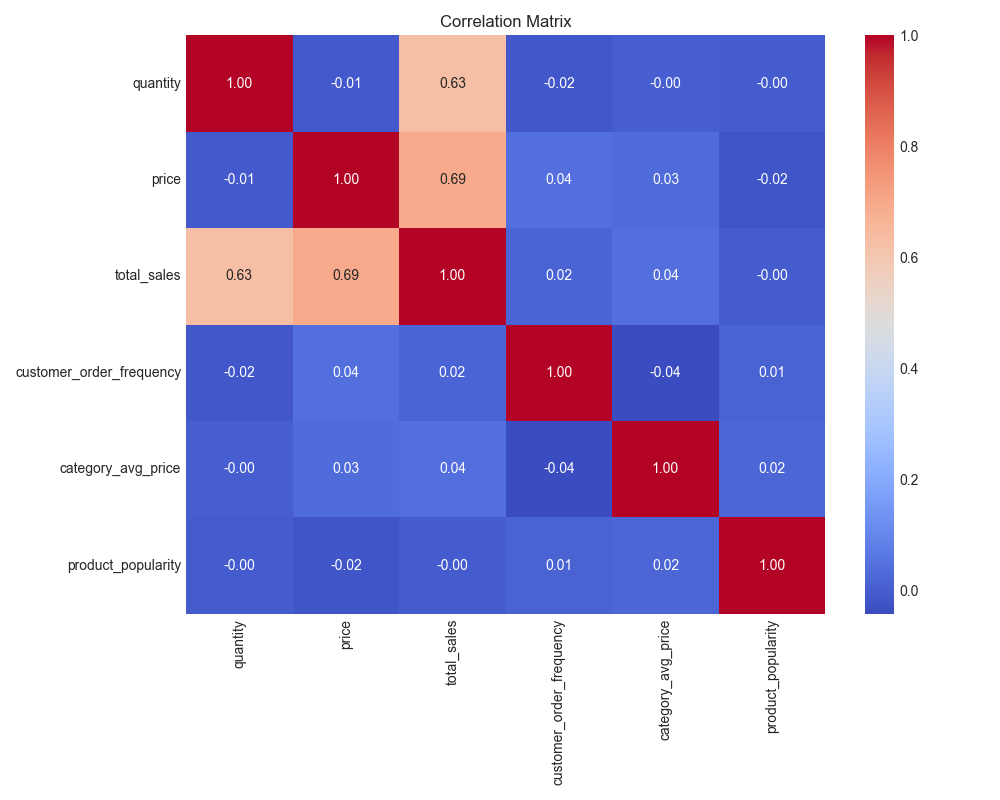 Correlation Matrix
quantity 1.00 -0.01 0.63 -0.02 -0.00 -0.00
price -0.01 1.00 0.69 0.04 0.03 -0.02
total_sales 0.63 0.69 1.00 0.02 0.04 -0.00
customer_order_frequency -0.02 0.04 0.02 1.00 -0.04 0.01
category_avg_price -0.00 0.03 0.04 -0.04 1.00 0.02
product_popularity -0.00 -0.02 -0.00 0.01 0.02 1.00
quantity
price
total_sales
customer_order_frequency
category_avg_price
product_popularity
1.0
0.8
0.6
0.4
0.2
0.0